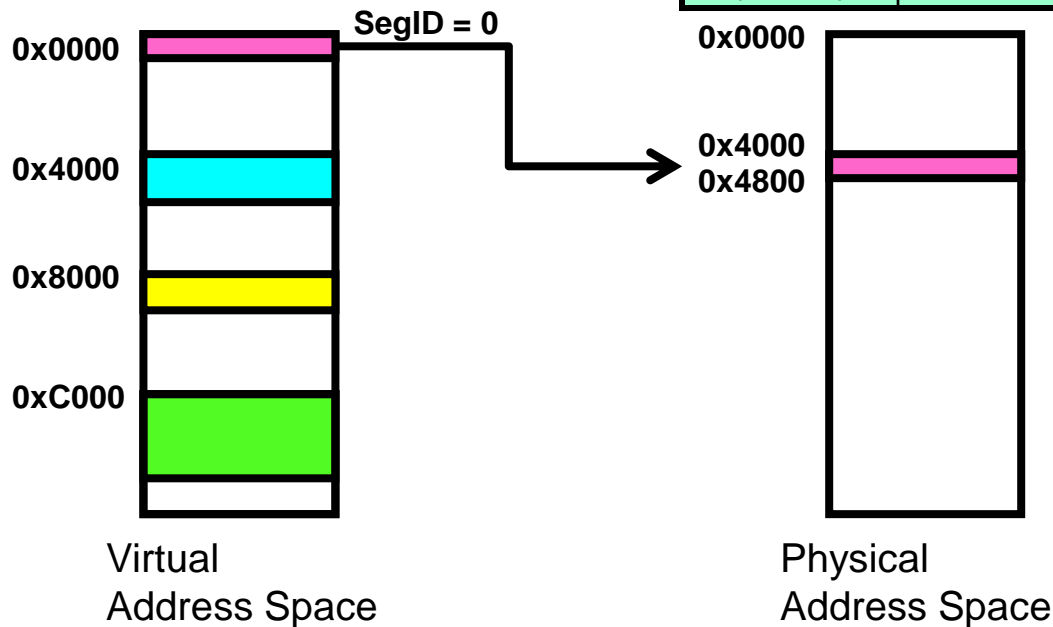 SegID = 0
0x0000
0x4000
0x8000
0xC000
0x0000
0x4000
0x4800
Virtual
Address Space
Physical
Address Space